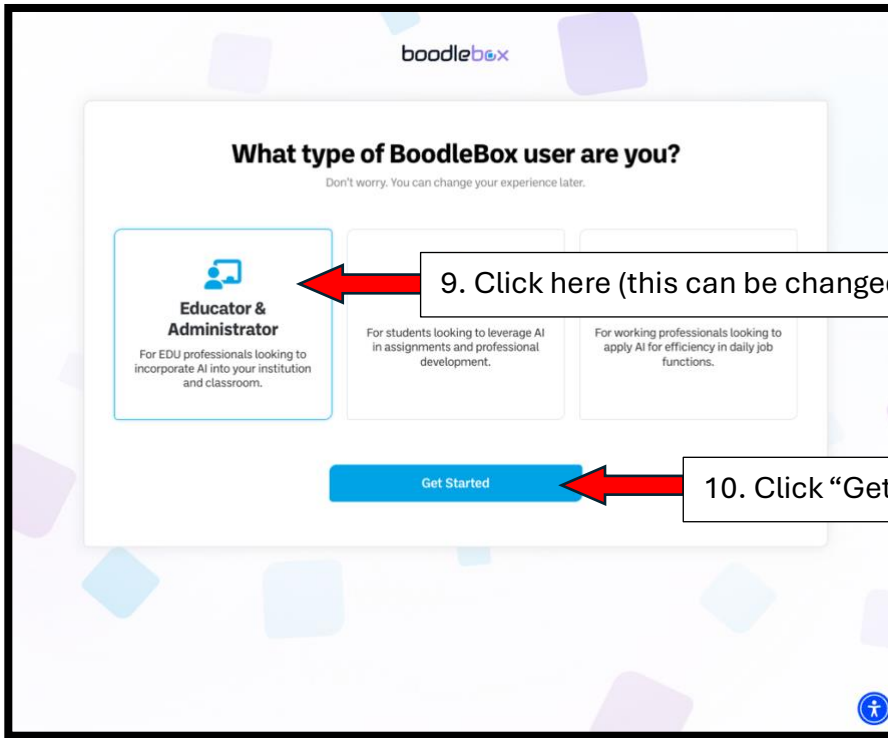 boodlebox
What type of BoodleBox user are you?
Don't worry. You can change your experience later.
9. Click here (this can be changed
Educator &
Administrator
For EDU professionals looking to
incorporate AI into your institution
and classroom.
For students looking to leverage AI
in assignments and professional
development.
For working professionals looking to
apply AI for efficiency in daily job
functions.
Get Started
10. Click “Get